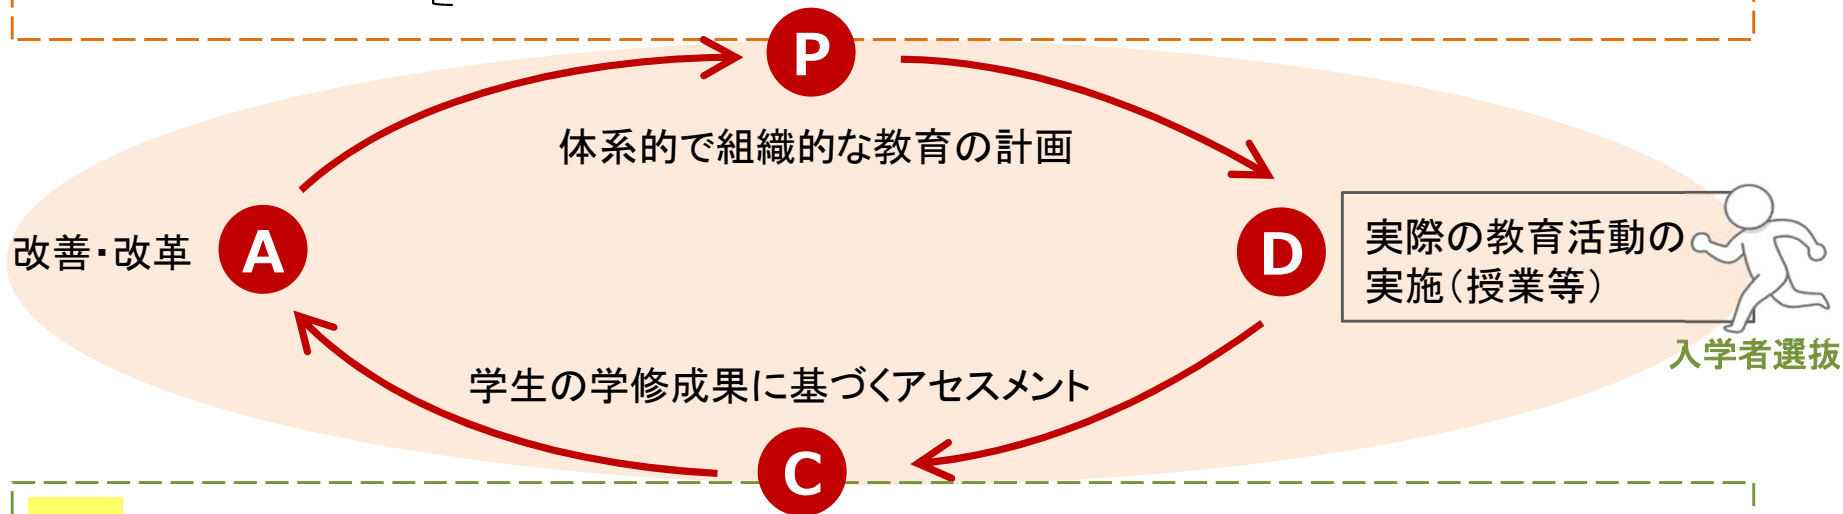 P
体系的で組織的な教育の計画
改善・改革
A
D
実際の教育活動の
実施(授業等)
入学者選抜
学生の学修成果に基づくアセスメント
C